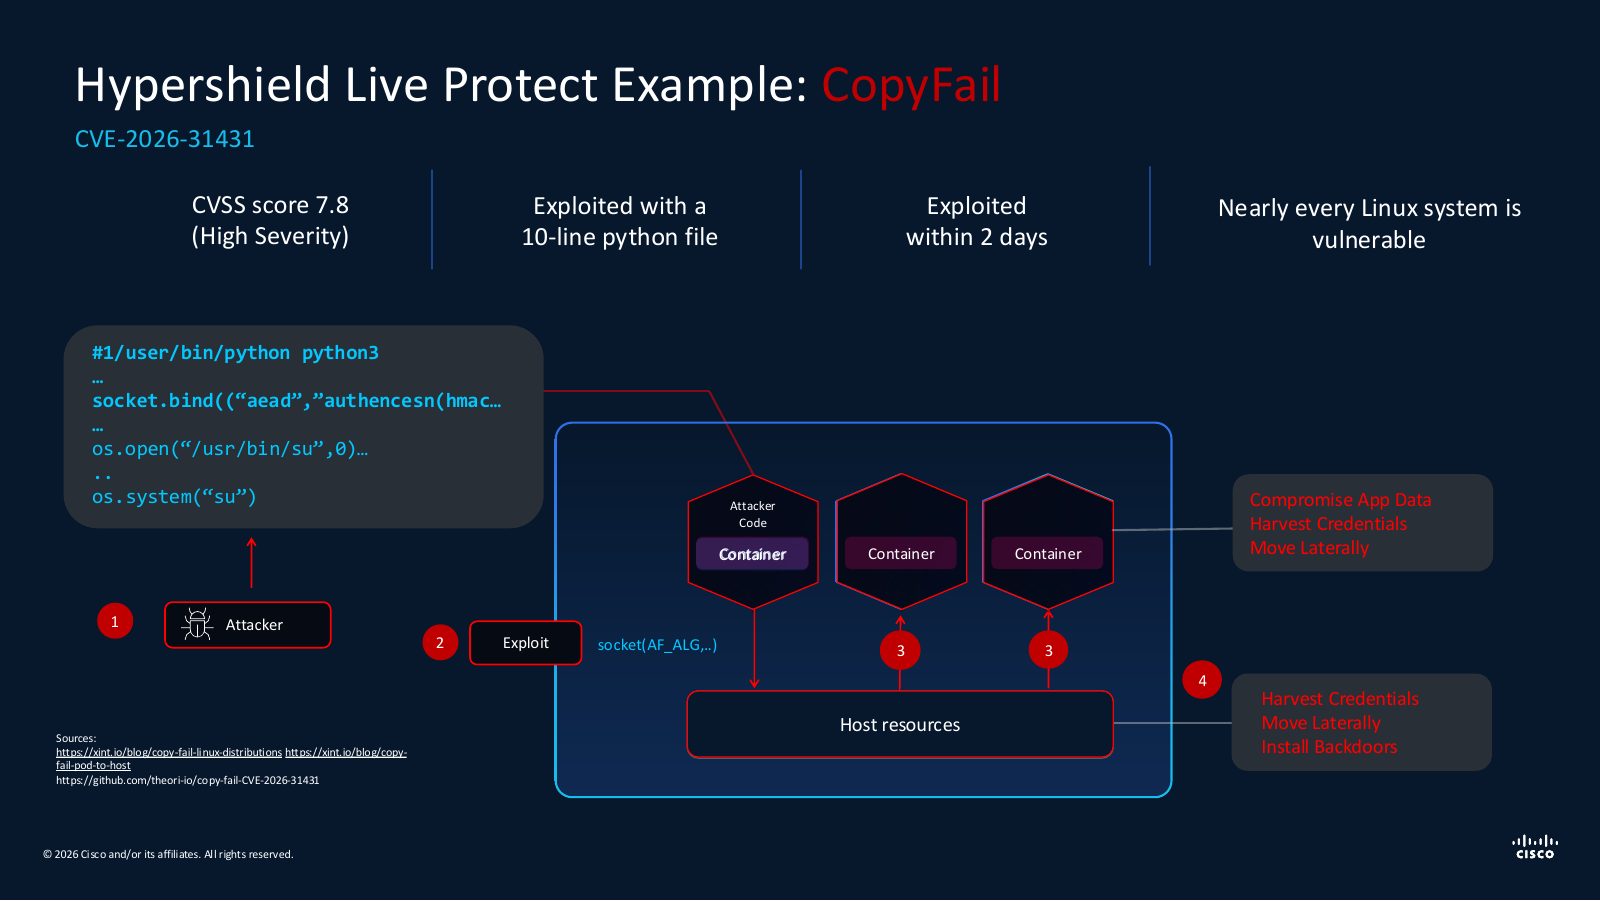 Hypershield Live Protect Example: CopyFail
CVE-2026-31431
CVSS score 7.8
(High Severity)
Exploited with a
10-line python file
Exploited
within 2 days
Nearly every Linux system is
vulnerable
#1/user/bin/python python3
…
socket.bind((“aead”,”authencesn(hmac…
…
os.open(“/usr/bin/su”,0)…
..
os.system(“su”)
1
Attacker
2
Exploit
socket(AF_ALG,..)
Attacker
Code
Container
Container
Container
3
3
Host resources
Compromise App Data
Harvest Credentials
Move Laterally
4
Harvest Credentials
Move Laterally
Install Backdoors
Sources:
https://xint.io/blog/copy-fail-linux-distributions https://xint.io/blog/copy-
fail-pod-to-host
https://github.com/theori-io/copy-fail-CVE-2026-31431
© 2026 Cisco and/or its affiliates. All rights reserved.
CISCO